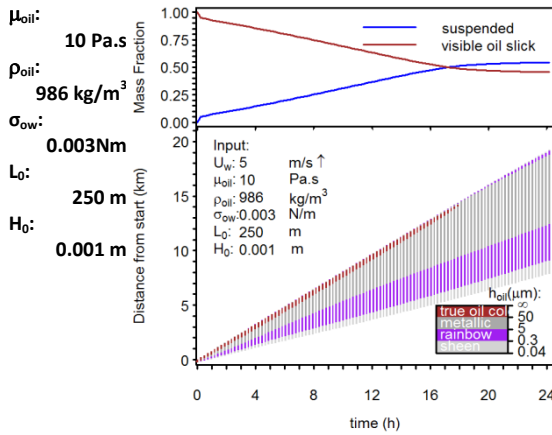 μoil:
10 Pa.s
ρoil:
986 kg/m³
σow:
0.003Nm
L0:
250 m
H0:
0.001 m
Mass Fraction
1.00
0.75
0.50
0.25
0.00
suspended
visible oil slick
Distance from start (km)
20
15
10
5
0
Input:
Uw: 5 m/s ↑
μoil: 10 Pa.s
ρoil: 986 kg/m³
σow: 0.003 N/m
L0: 250 m
H0: 0.001 m
hoil(μm):
true oil col
metallic
rainbow
sheen
∞
50
5
0.3
0.04
0 4 8 12 16 20 24
time (h)